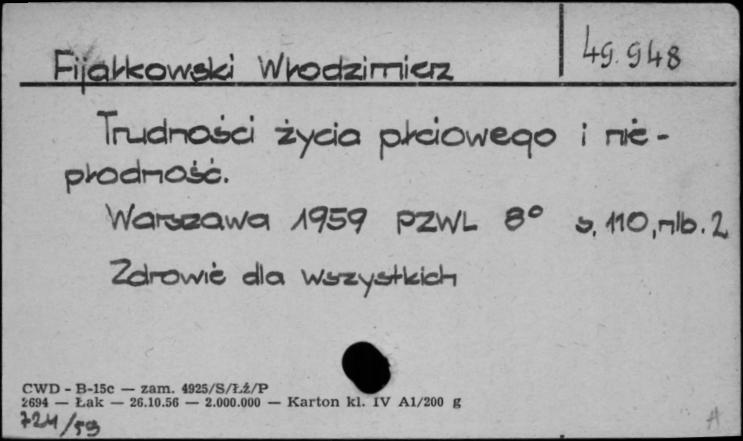 49.948
Fijałkowski Włodzimierz
Trudności życia płciowego i nie-
płodność.
Warszawa 1959 PZWL 8° s. 110, nlb. 2
Zdrowie dla wszystkich
CWD - B-15c — zam. 4925/S/Łż/P
2694 — Łak — 26.10.56 — 2.000.000 — Karton kl. IV A1/200 g
724/59
A